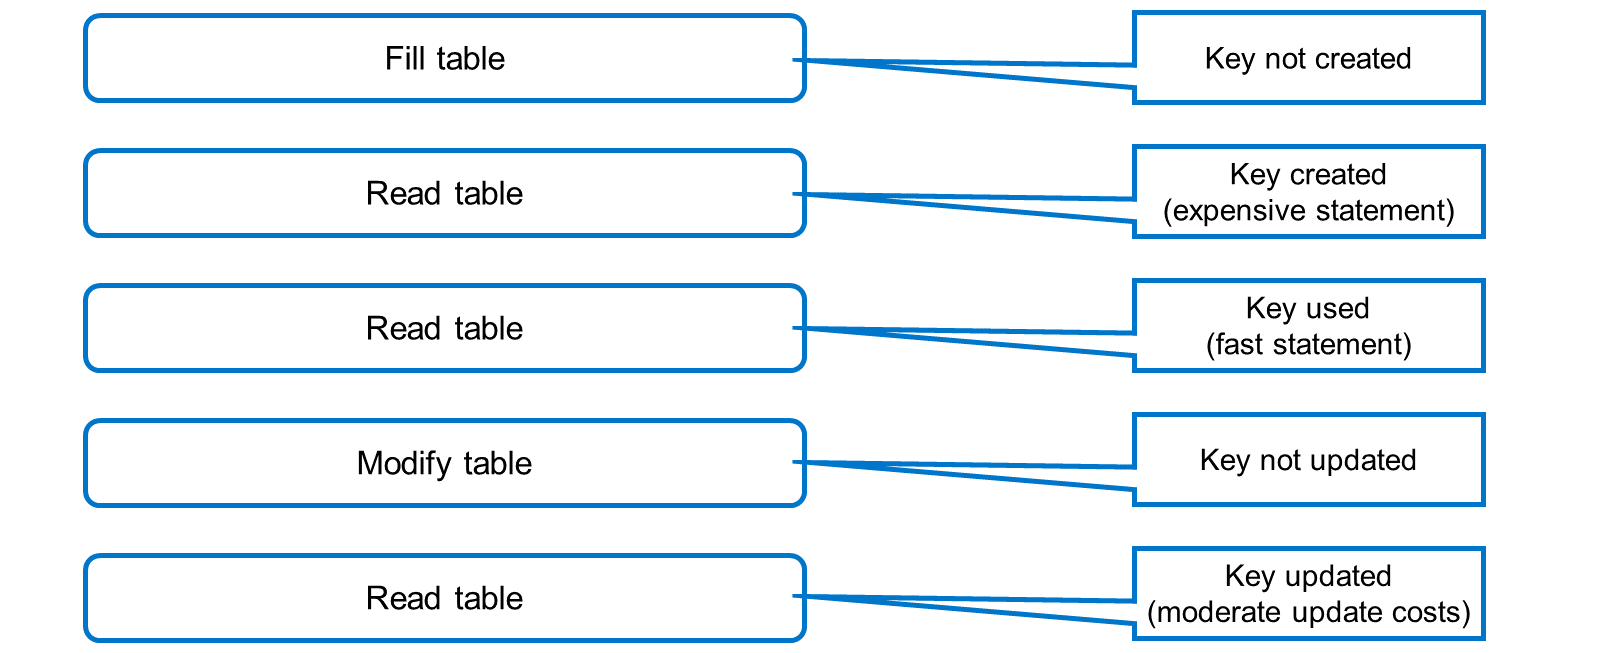 Fill table
Key not created
Read table
Key created
(expensive statement)
Read table
Key used
(fast statement)
Modify table
Key not updated
Read table
Key updated
(moderate update costs)